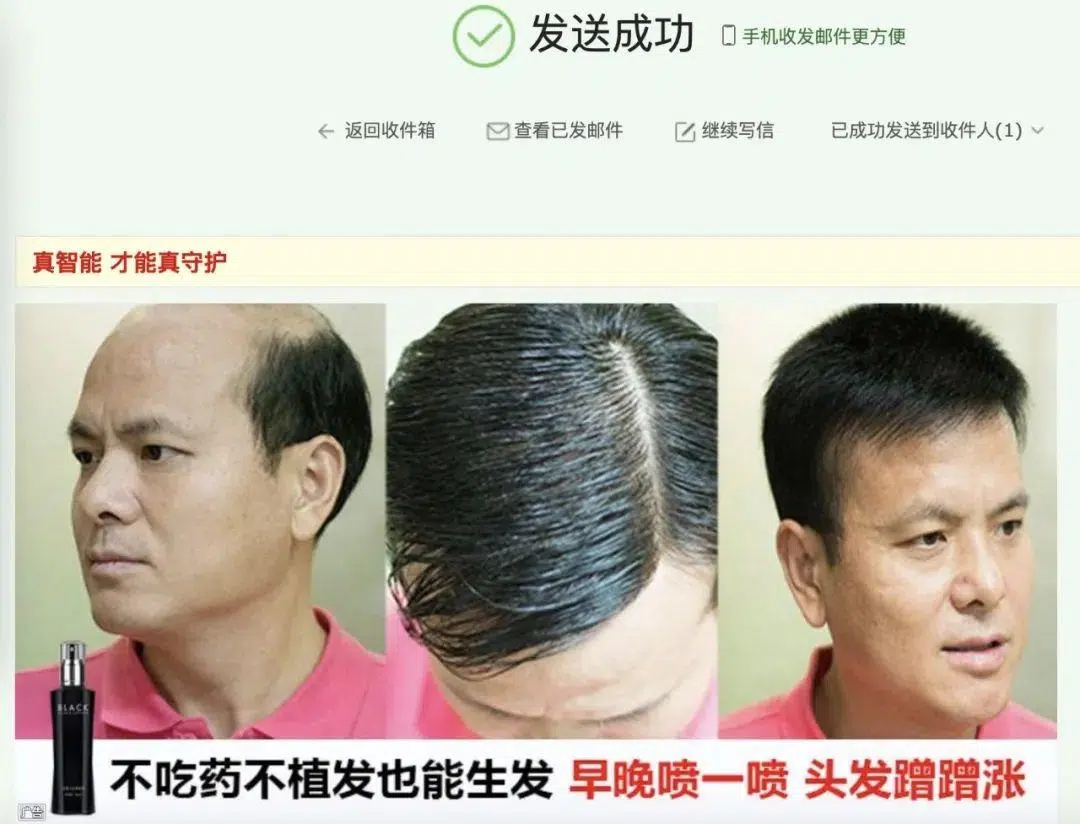 发送成功 手机收发邮件更方便
返回收件箱 查看已发邮件 继续写信 已成功发送到收件人(1)
真智能 才能真守护
BLACK
不吃药不植发也能生发 早晚喷一喷 头发蹭蹭涨
广告